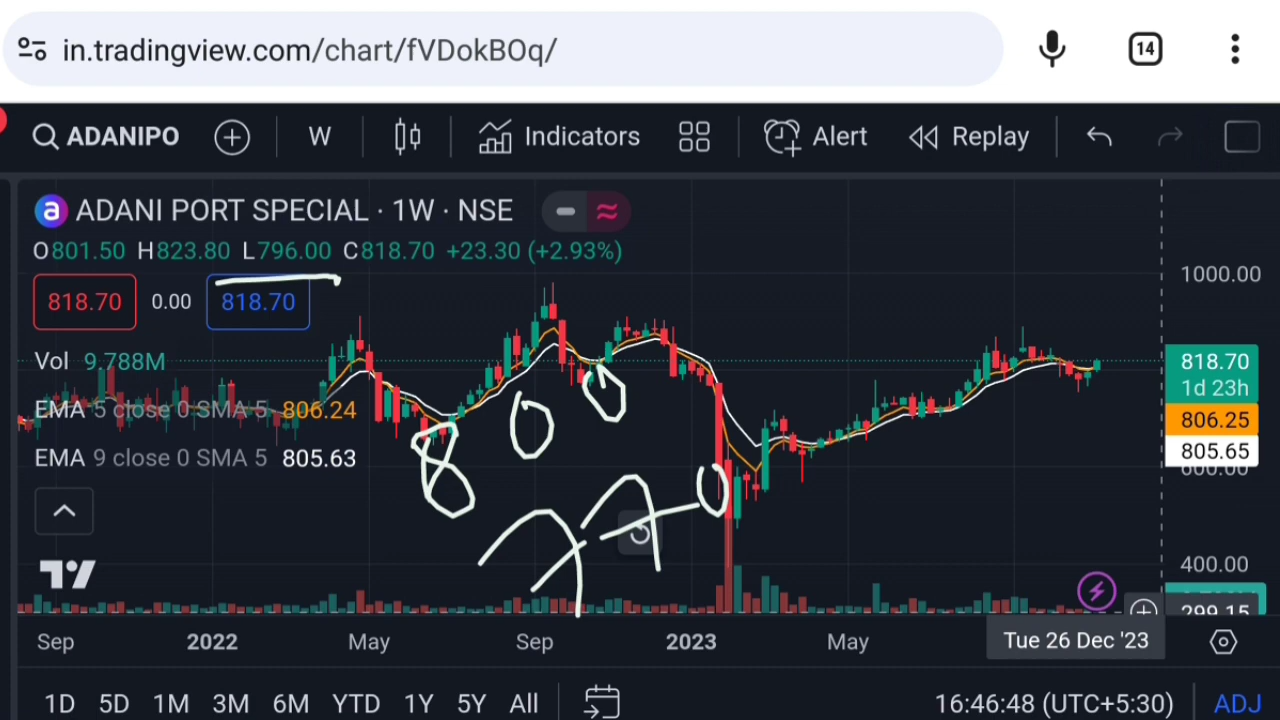 in.tradingview.com/chart/fVDokBOq/ 14
ADANIPO W Indicators Alert Replay
a ADANI PORT SPECIAL · 1W · NSE
O801.50 H823.80 L796.00 C818.70 +23.30 (+2.93%)
1000.00
818.70 0.00 818.70
Vol 9.788M
818.70
1d 23h
EMA 5 close 0 SMA 5 806.24
806.25
EMA 9 close 0 SMA 5 805.63
805.65
600.00
800
770
400.00
299.15
Sep 2022 May Sep 2023 May Tue 26 Dec '23
1D 5D 1M 3M 6M YTD 1Y 5Y All 16:46:48 (UTC+5:30) ADJ